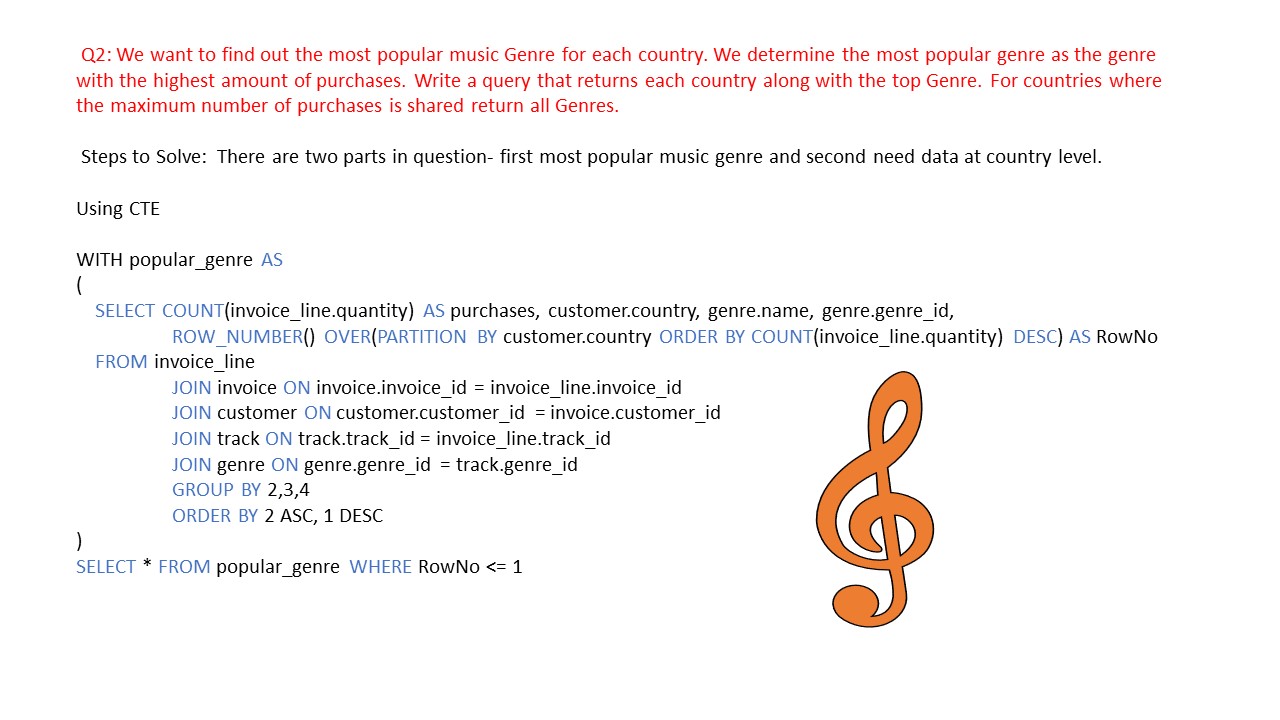 Q2: We want to find out the most popular music Genre for each country. We determine the most popular genre as the genre
with the highest amount of purchases. Write a query that returns each country along with the top Genre. For countries where
the maximum number of purchases is shared return all Genres.
Steps to Solve: There are two parts in question- first most popular music genre and second need data at country level.
Using CTE
WITH popular_genre AS
(
SELECT COUNT(invoice_line.quantity) AS purchases, customer.country, genre.name, genre.genre_id,
ROW_NUMBER() OVER(PARTITION BY customer.country ORDER BY COUNT(invoice_line.quantity) DESC) AS RowNo
FROM invoice_line
JOIN invoice ON invoice.invoice_id = invoice_line.invoice_id
JOIN customer ON customer.customer_id = invoice.customer_id
JOIN track ON track.track_id = invoice_line.track_id
JOIN genre ON genre.genre_id = track.genre_id
GROUP BY 2,3,4
ORDER BY 2 ASC, 1 DESC
)
SELECT * FROM popular_genre WHERE RowNo <= 1